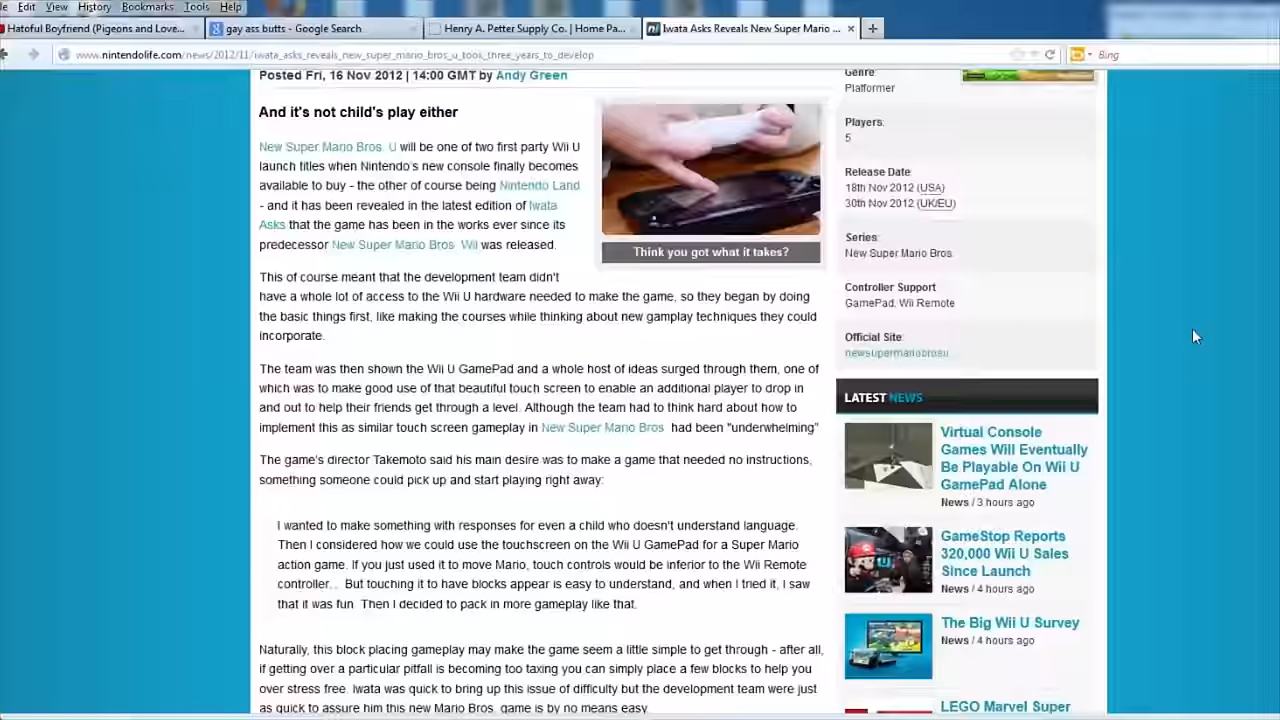 Edit View History Bookmarks Tools Help
Hatoful Boyfriend (Pigeons and Love...
gay ass butts - Google Search
Henry A. Petter Supply Co. | Home Pa...
Iwata Asks Reveals New Super Mario ...
www.nintendolife.com/news/2012/11/iwata_asks_reveals_new_super_mario_bros_u_took_three_years_to_develop
Bing
Posted Fri, 16 Nov 2012 | 14:00 GMT by Andy Green
And it's not child's play either
New Super Mario Bros. U will be one of two first party Wii U
launch titles when Nintendo's new console finally becomes
available to buy - the other of course being Nintendo Land
- and it has been revealed in the latest edition of Iwata
Asks that the game has been in the works ever since its
predecessor New Super Mario Bros. Wii was released.
Think you got what it takes?
This of course meant that the development team didn't
have a whole lot of access to the Wii U hardware needed to make the game, so they began by doing
the basic things first, like making the courses while thinking about new gamplay techniques they could
incorporate.
The team was then shown the Wii U GamePad and a whole host of ideas surged through them, one of
which was to make good use of that beautiful touch screen to enable an additional player to drop in
and out to help their friends get through a level. Although the team had to think hard about how to
implement this as similar touch screen gameplay in New Super Mario Bros. had been "underwhelming"
The game's director Takemoto said his main desire was to make a game that needed no instructions,
something someone could pick up and start playing right away:
I wanted to make something with responses for even a child who doesn't understand language.
Then I considered how we could use the touchscreen on the Wii U GamePad for a Super Mario
action game. If you just used it to move Mario, touch controls would be inferior to the Wii Remote
controller... But touching it to have blocks appear is easy to understand, and when I tried it, I saw
that it was fun. Then I decided to pack in more gameplay like that.
Naturally, this block placing gameplay may make the game seem a little simple to get through - after all,
if getting over a particular pitfall is becoming too taxing you can simply place a few blocks to help you
over stress free. Iwata was quick to bring up this issue of difficulty but the development team were just
as quick to assure him this new Mario Bros. game is by no means easy.
Genre:
Platformer
Players:
5
Release Date:
18th Nov 2012 (USA)
30th Nov 2012 (UK/EU)
Series:
New Super Mario Bros.
Controller Support
GamePad, Wii Remote
Official Site:
newsupermariobrosu...
LATEST NEWS
Virtual Console
Games Will Eventually
Be Playable On Wii U
GamePad Alone
News / 3 hours ago
GameStop Reports
320,000 Wii U Sales
Since Launch
News / 4 hours ago
The Big Wii U Survey
News / 4 hours ago
LEGO Marvel Super